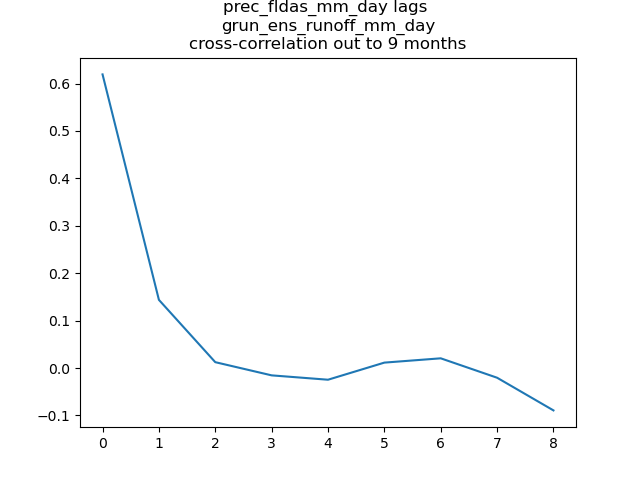 prec_fldas_mm_day lags
grun_ens_runoff_mm_day
cross-correlation out to 9 months
0.6
0.5
0.4
0.3
0.2
0.1
0.0
−0.1
0 1 2 3 4 5 6 7 8